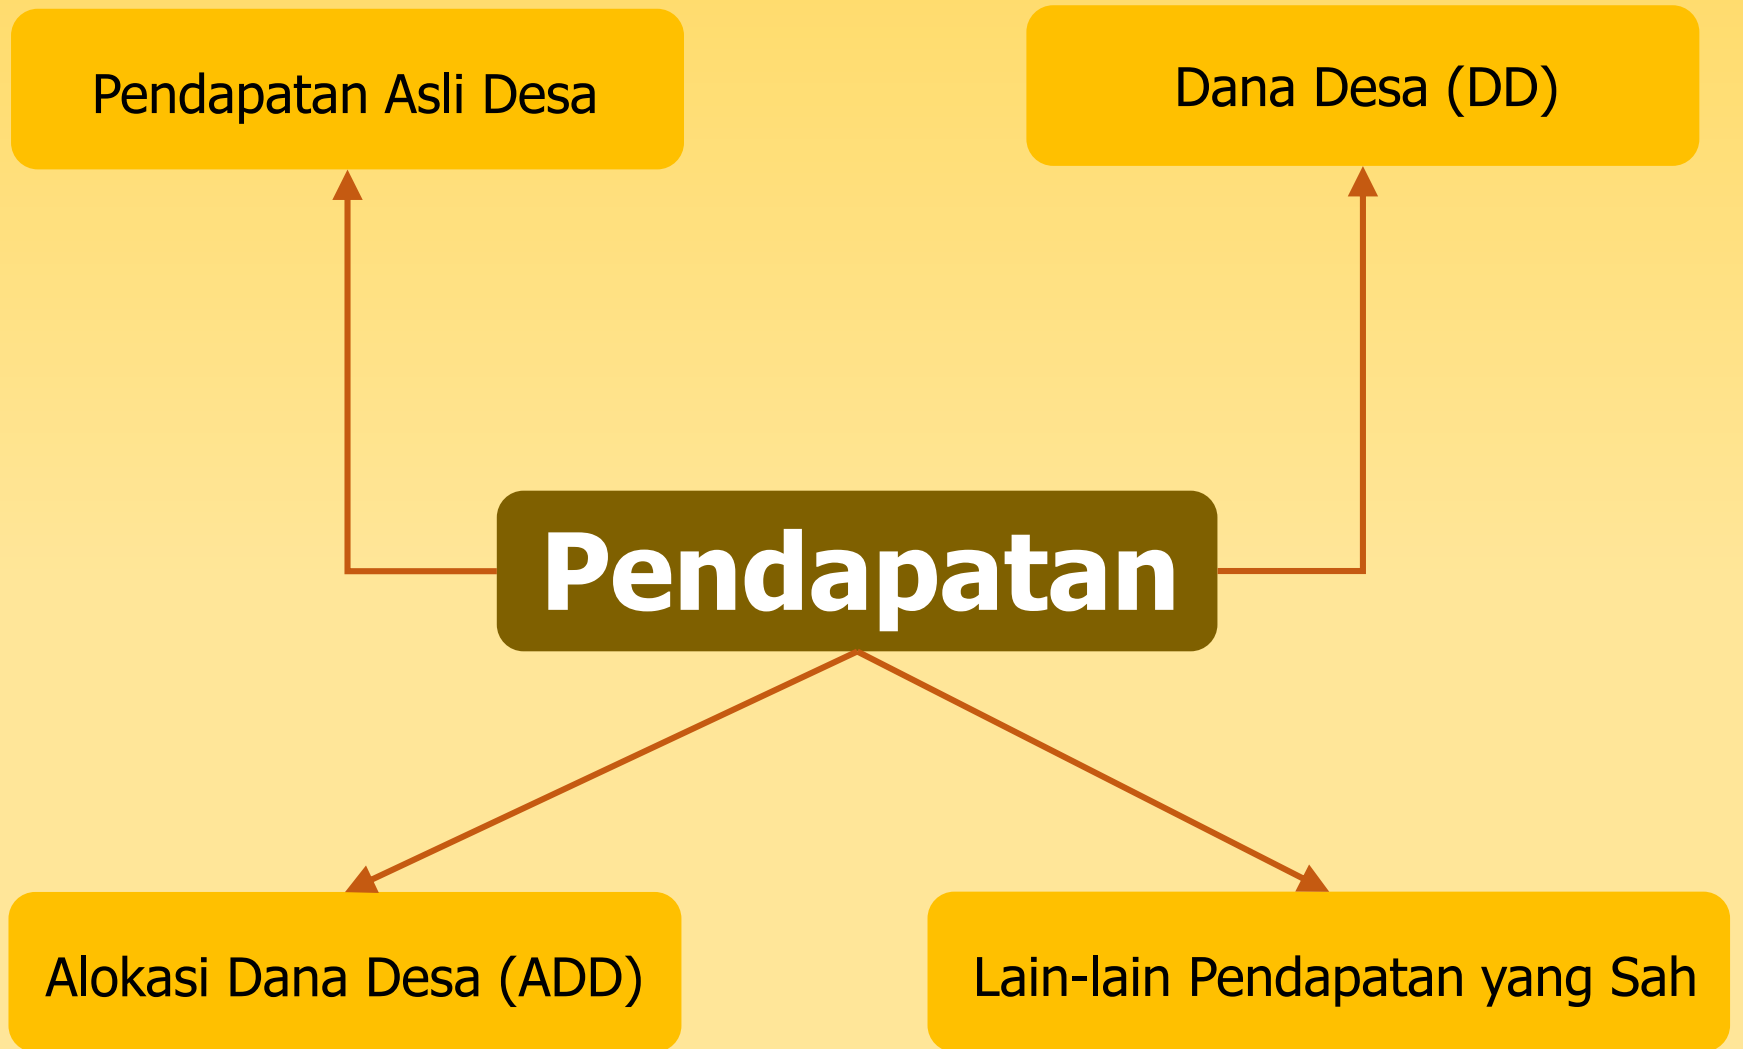 Pendapatan Asli Desa
Dana Desa (DD)
Pendapatan
Alokasi Dana Desa (ADD)
Lain-lain Pendapatan yang Sah